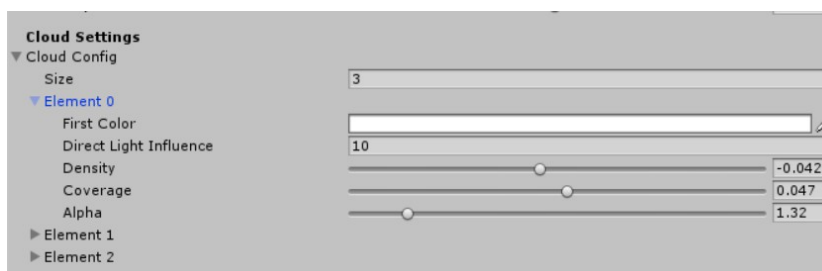 Cloud Settings
Cloud Config
Size 3
Element 0
First Color
Direct Light Influence 10
Density -0.042
Coverage 0.047
Alpha 1.32
Element 1
Element 2